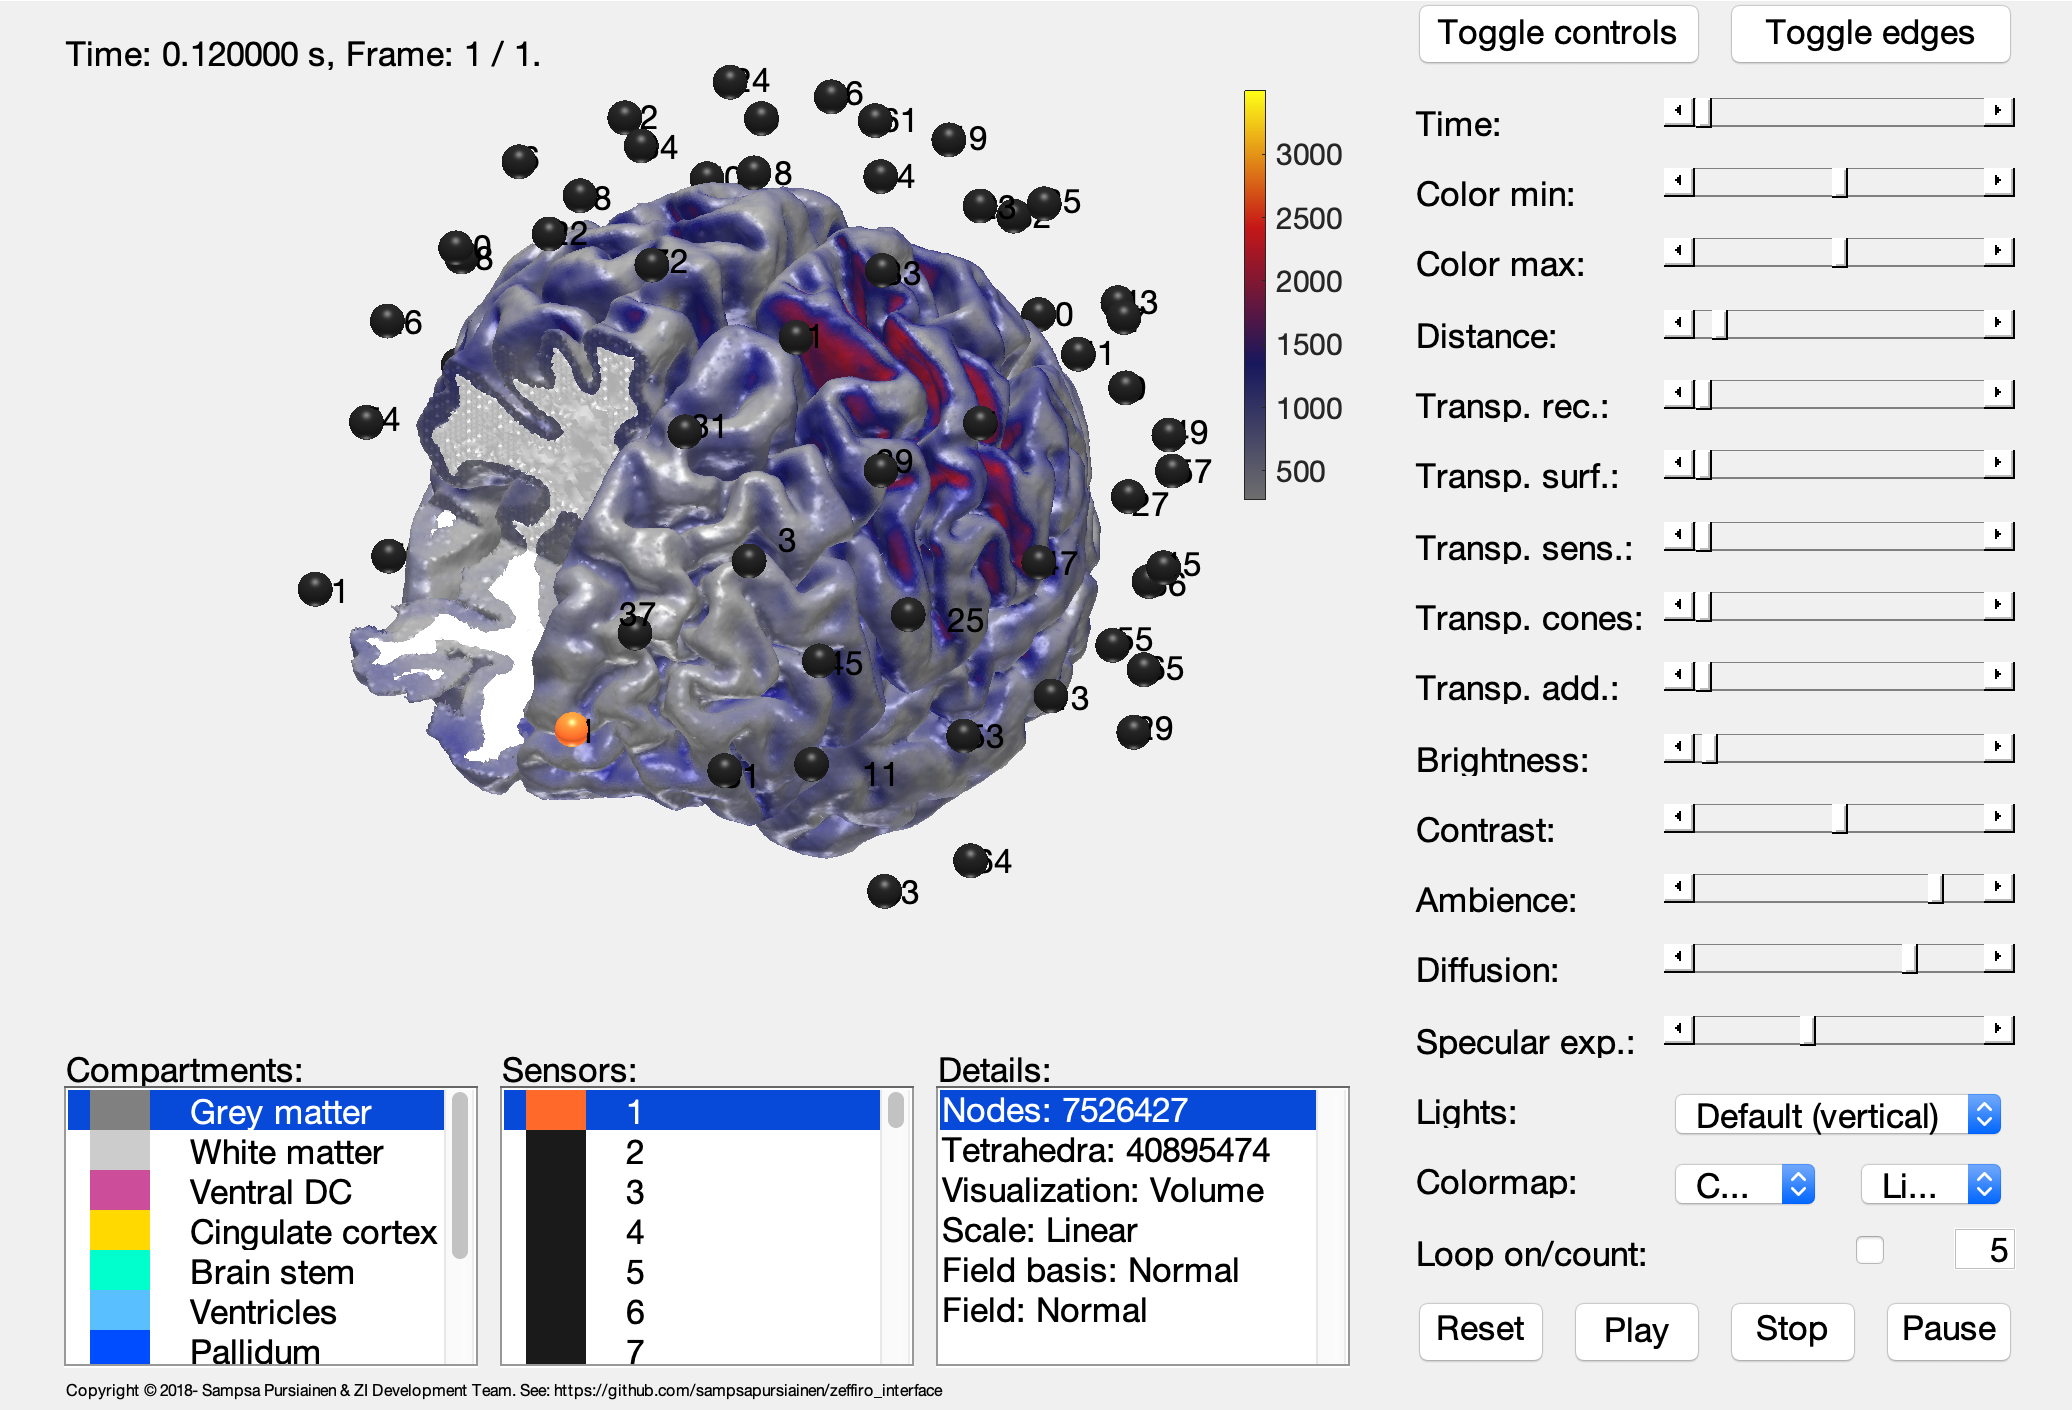 Time: 0.120000 s, Frame: 1 / 1.
Toggle controls
Toggle edges
3000
2500
2000
1500
1000
500
3
37
25
11
Time:
Color min:
Color max:
Distance:
Transp. rec.:
Transp. surf.:
Transp. sens.:
Transp. cones:
Transp. add.:
Brightness:
Contrast:
Ambience:
Diffusion:
Specular exp.:
Lights: Default (vertical)
Colormap: C... Li...
Loop on/count: 5
Reset Play Stop Pause
Compartments:
Grey matter
White matter
Ventral DC
Cingulate cortex
Brain stem
Ventricles
Pallidum
Sensors:
1
2
3
4
5
6
7
Details:
Nodes: 7526427
Tetrahedra: 40895474
Visualization: Volume
Scale: Linear
Field basis: Normal
Field: Normal
Copyright © 2018- Sampsa Pursiainen & ZI Development Team. See: https://github.com/sampsapursiainen/zeffiro_interface